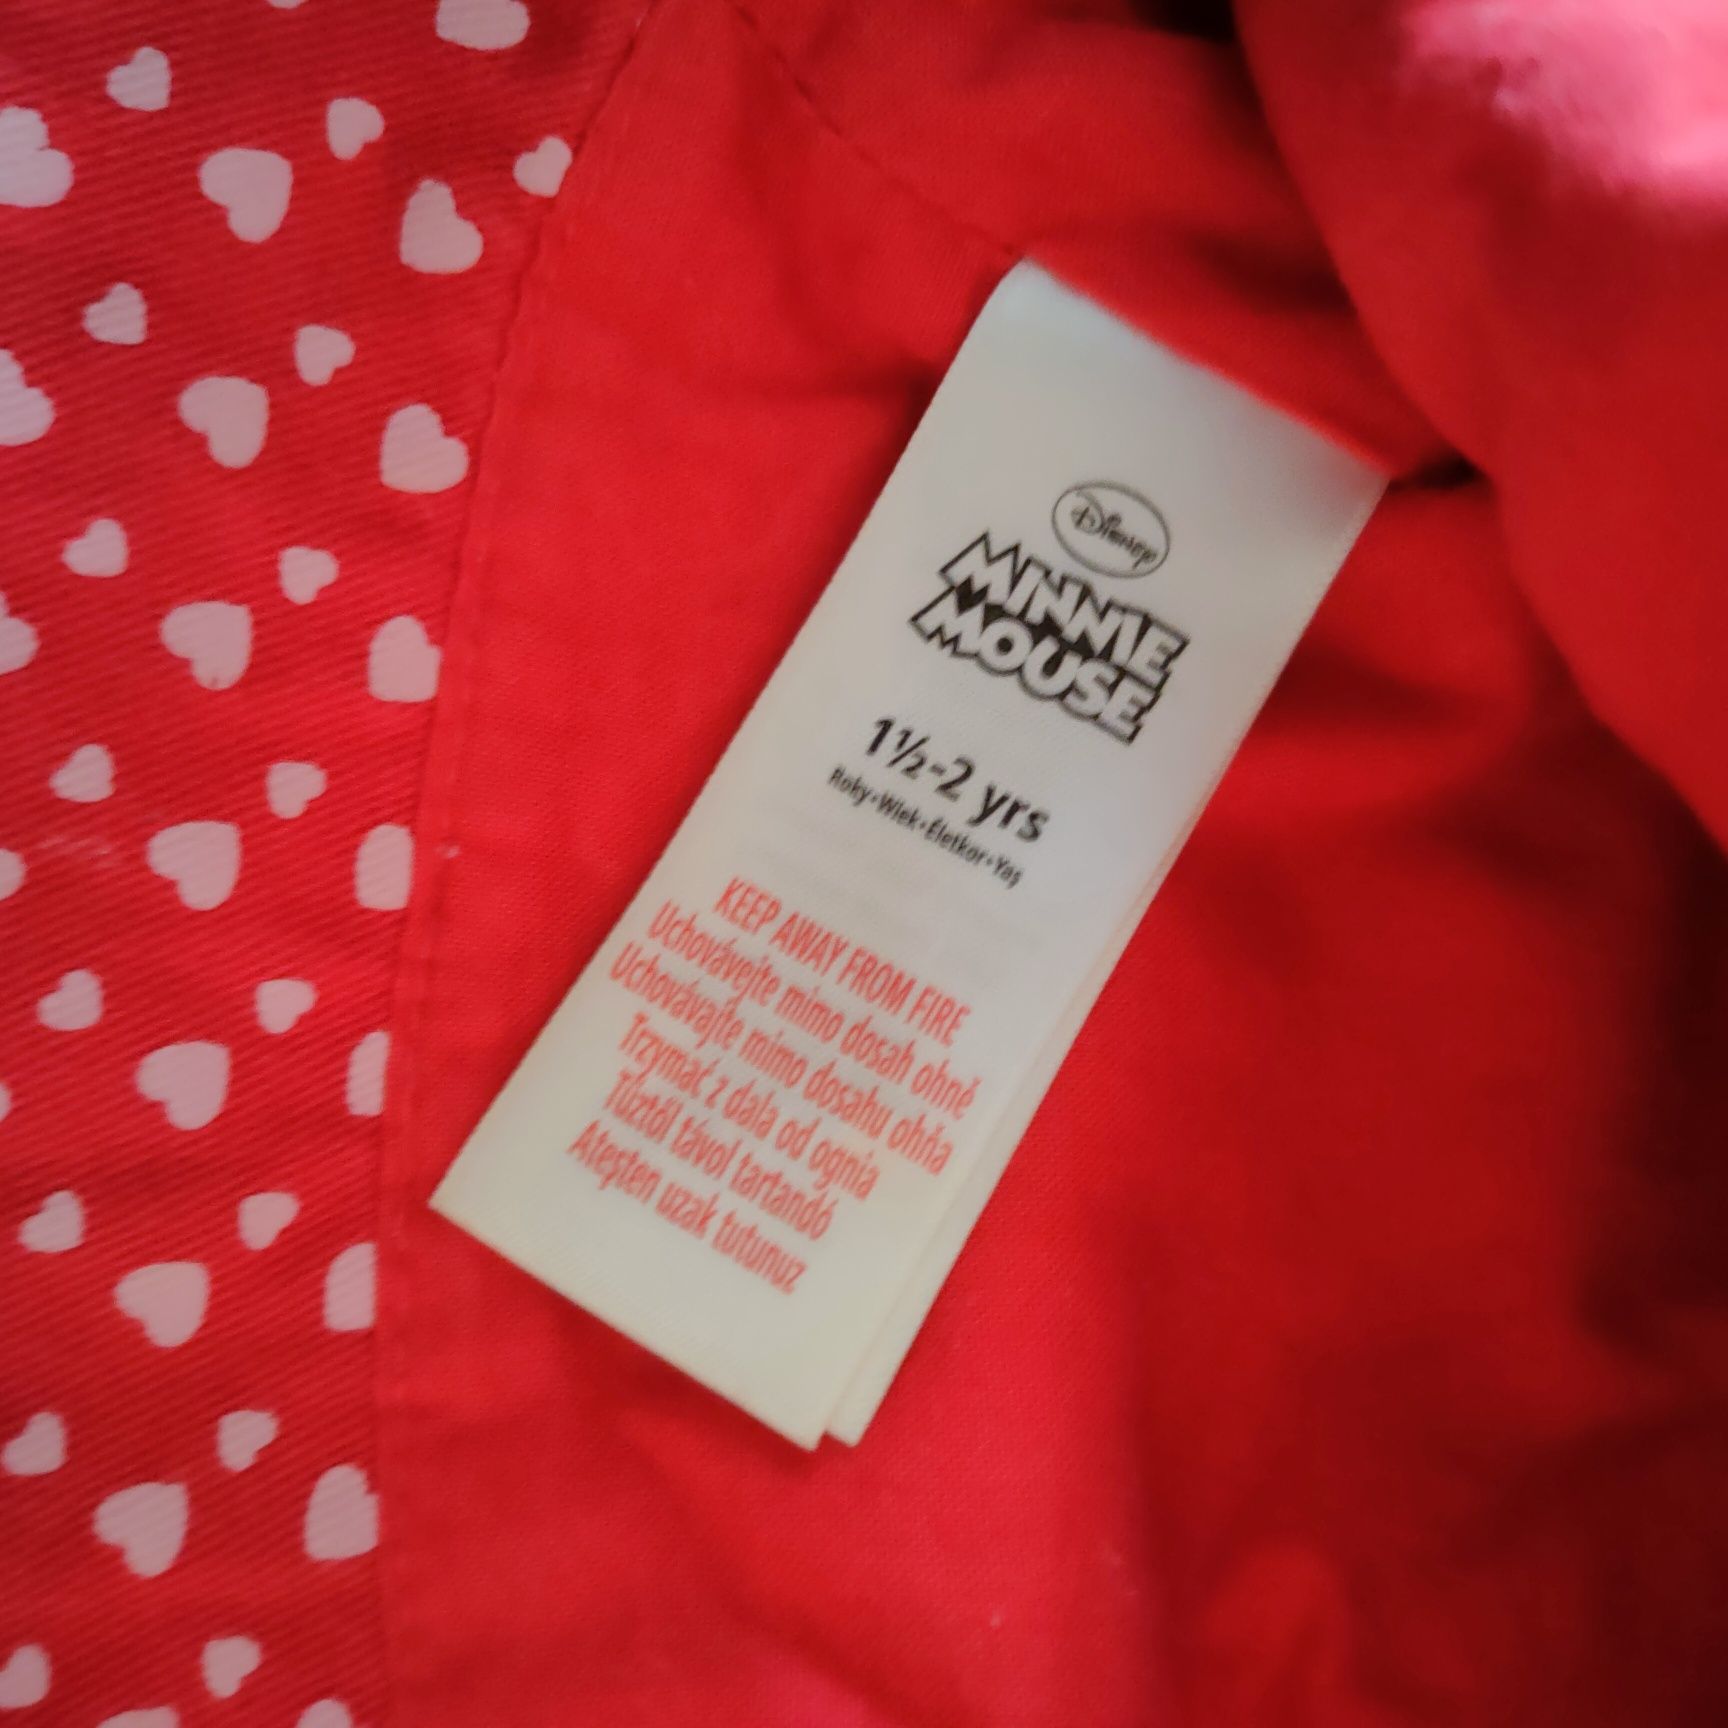 Disney
MINNIE
MOUSE
1½-2 yrs
Roky•Wiek•Életkor•Yaş
KEEP AWAY FROM FIRE
Uchovávejte mimo dosah ohně
Uchovávajte mimo dosahu ohňa
Trzymać z dala od ognia
Tűztől távol tartandó
Ateşten uzak tutunuz